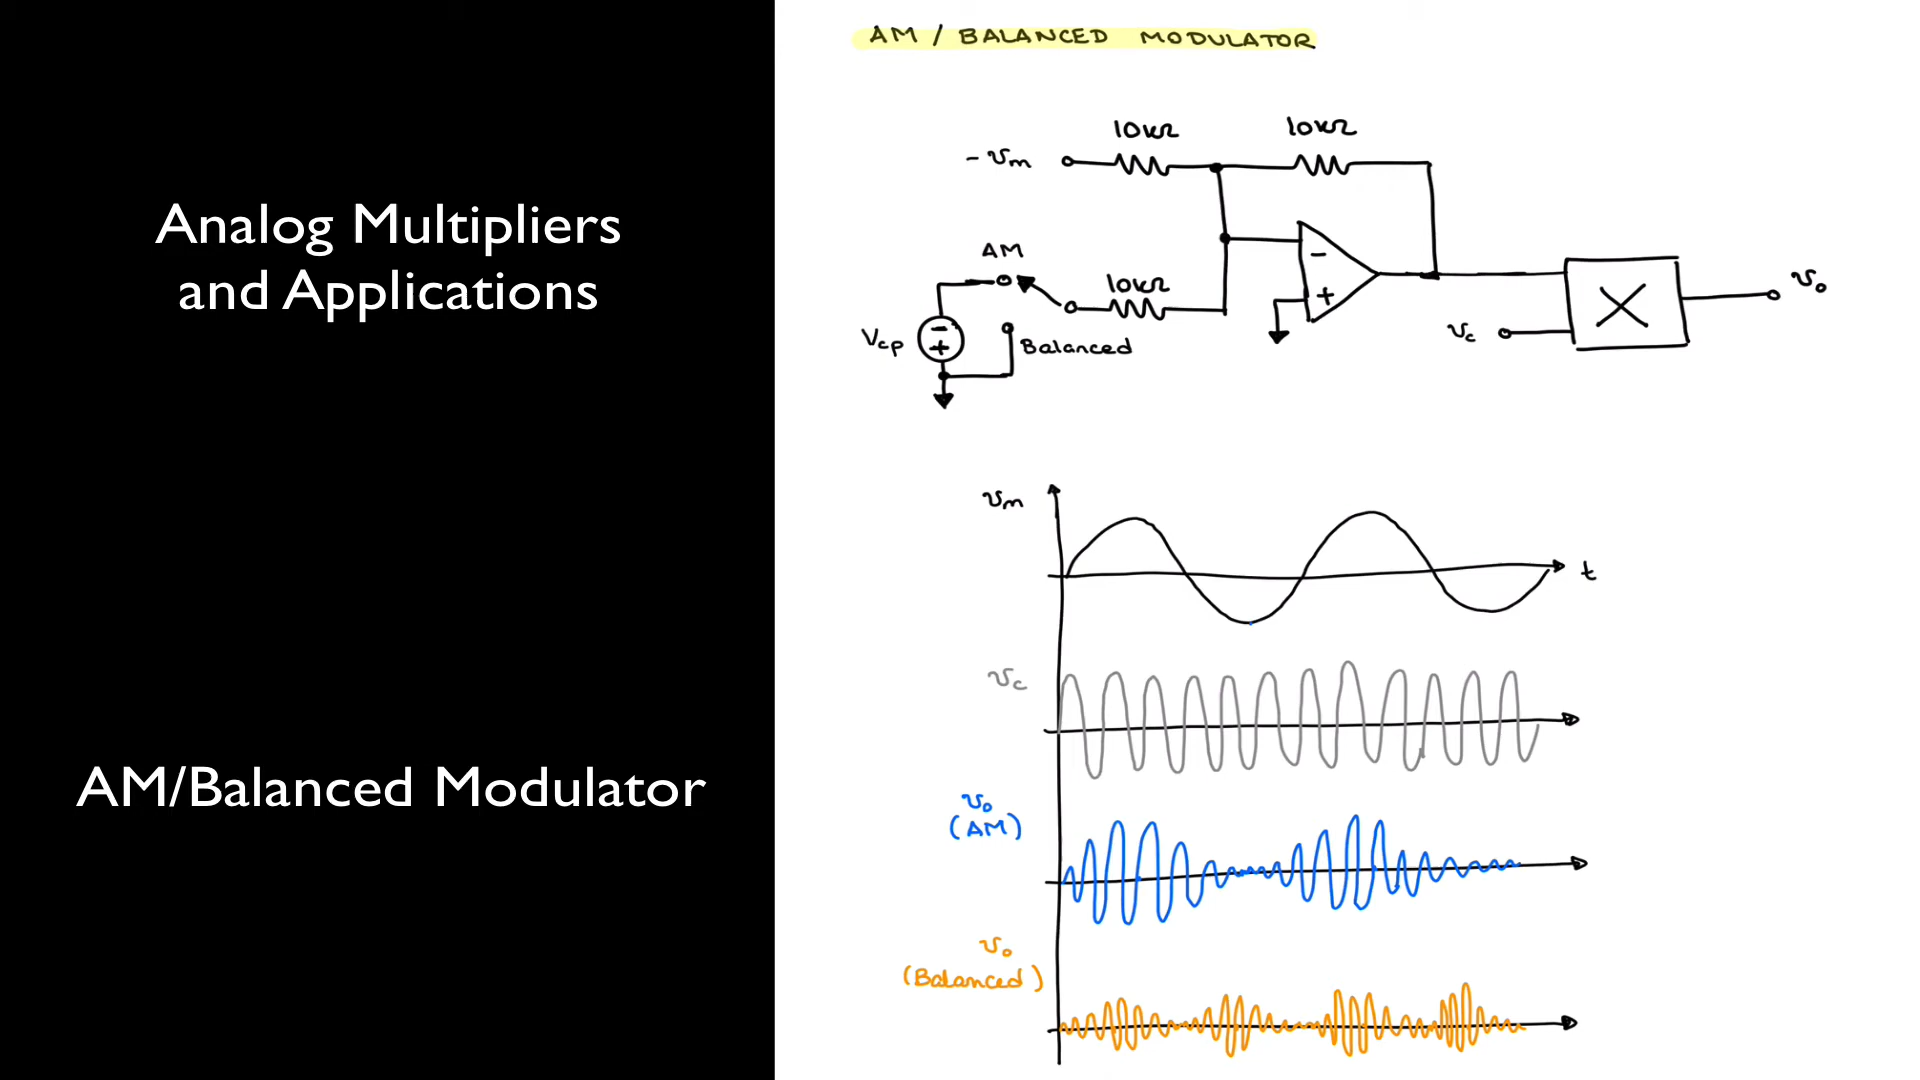 Analog Multipliers
and Applications
AM/Balanced Modulator
AM / BALANCED MODULATOR
10kΩ
10kΩ
-vm
AM
10kΩ
-
+
-
+
Vcp
Balanced
vc
vo
vm
t
vc
vo
(AM)
vo
(Balanced)